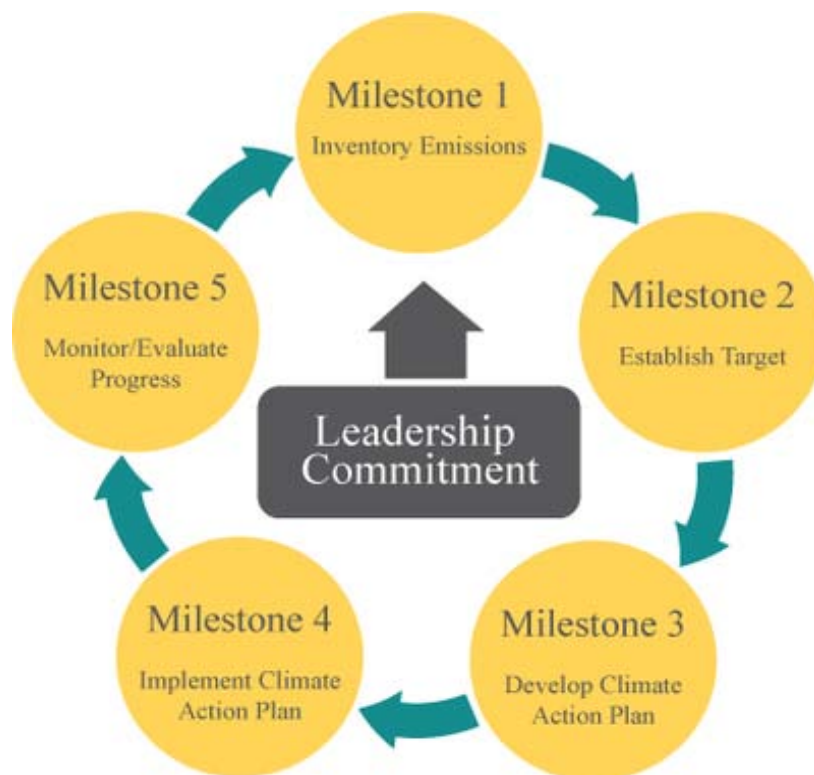 Milestone 1
Inventory Emissions
Milestone 2
Establish Target
Milestone 3
Develop Climate
Action Plan
Milestone 4
Implement Climate
Action Plan
Milestone 5
Monitor/Evaluate
Progress
Leadership
Commitment